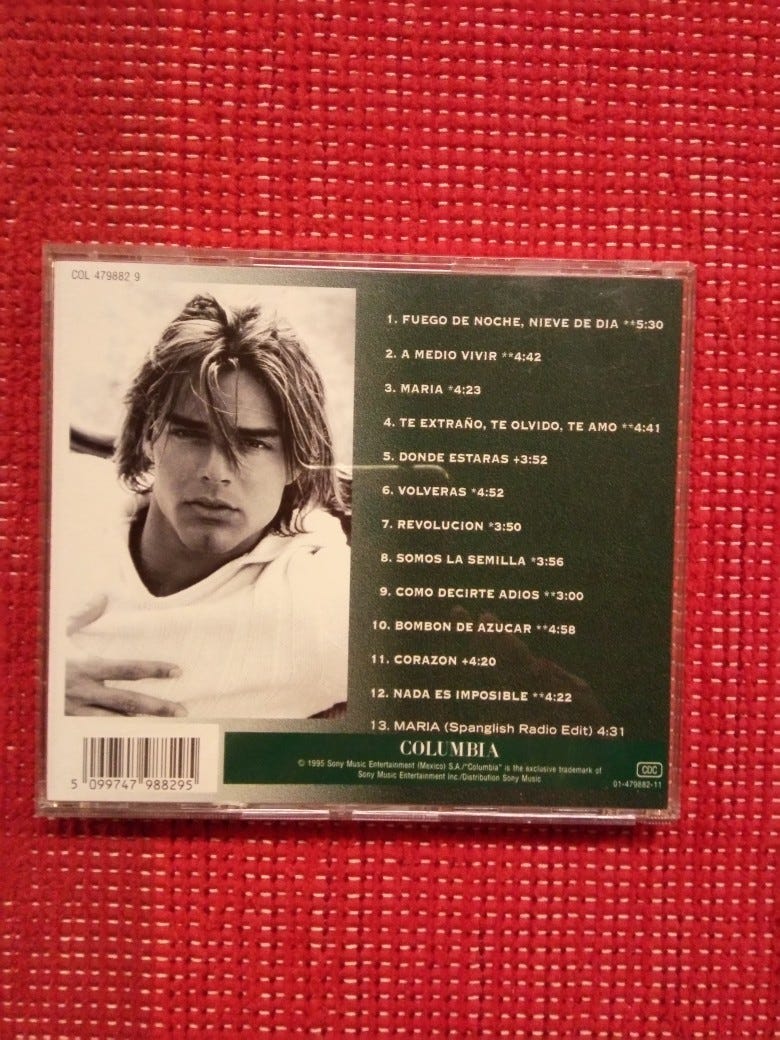 COL 479882 9
1. FUEGO DE NOCHE, NIEVE DE DIA **5:30
2. A MEDIO VIVIR **4:42
3. MARIA *4:23
4. TE EXTRAÑO, TE OLVIDO, TE AMO **4:41
5. DONDE ESTARAS +3:52
6. VOLVERAS *4:52
7. REVOLUCION *3:50
8. SOMOS LA SEMILLA *3:56
9. COMO DECIRTE ADIOS **3:00
10. BOMBON DE AZUCAR **4:58
11. CORAZON +4:20
12. NADA ES IMPOSIBLE **4:22
13. MARIA (Spanglish Radio Edit) 4:31
COLUMBIA
© 1995 Sony Music Entertainment (Mexico) S.A./"Columbia" is the exclusive trademark of
Sony Music Entertainment Inc./Distribution Sony Music
CDC
01-479882-11
5 099747 988295